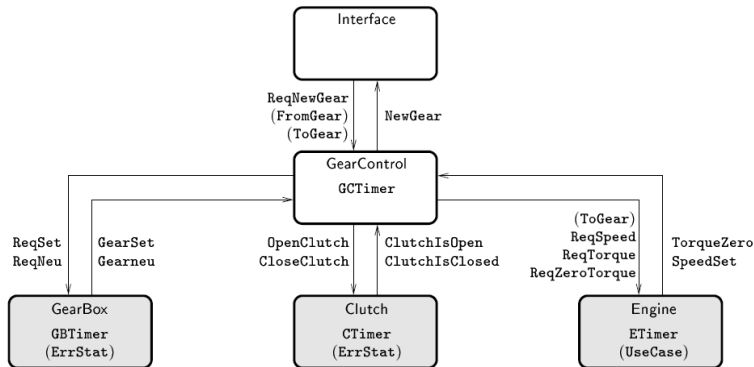 Interface
ReqNewGear
(FromGear)
(ToGear)
NewGear
GearControl
GCTimer
ReqSet
ReqNeu
GearSet
Gearneu
OpenClutch
CloseClutch
ClutchIsOpen
ClutchIsClosed
(ToGear)
ReqSpeed
ReqTorque
ReqZeroTorque
TorqueZero
SpeedSet
GearBox
GBTimer
(ErrStat)
Clutch
CTimer
(ErrStat)
Engine
ETimer
(UseCase)